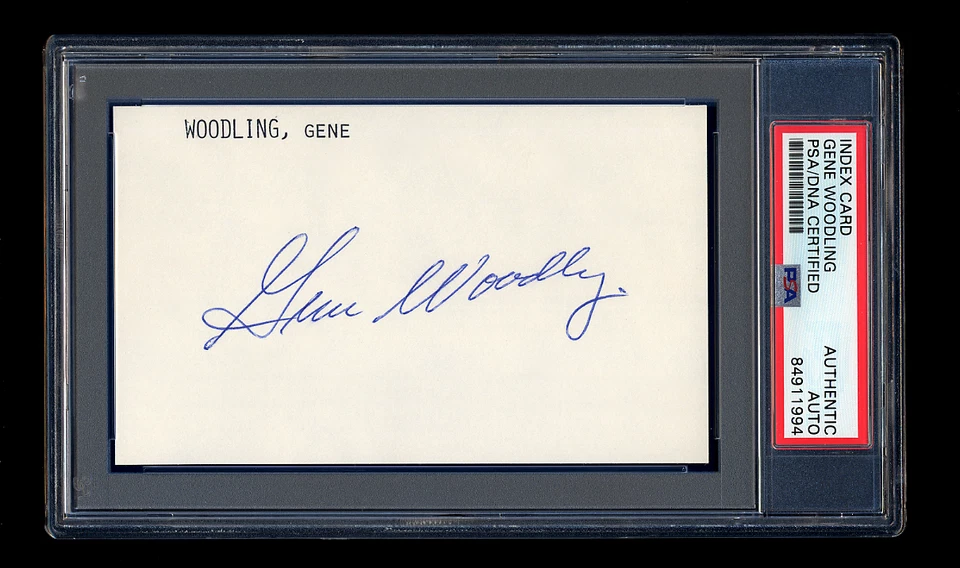 WOODLING, GENE
Gene Woodling
INDEX CARD
GENE WOODLING
PSA/DNA CERTIFIED
PSA
AUTHENTIC
AUTO
84911994